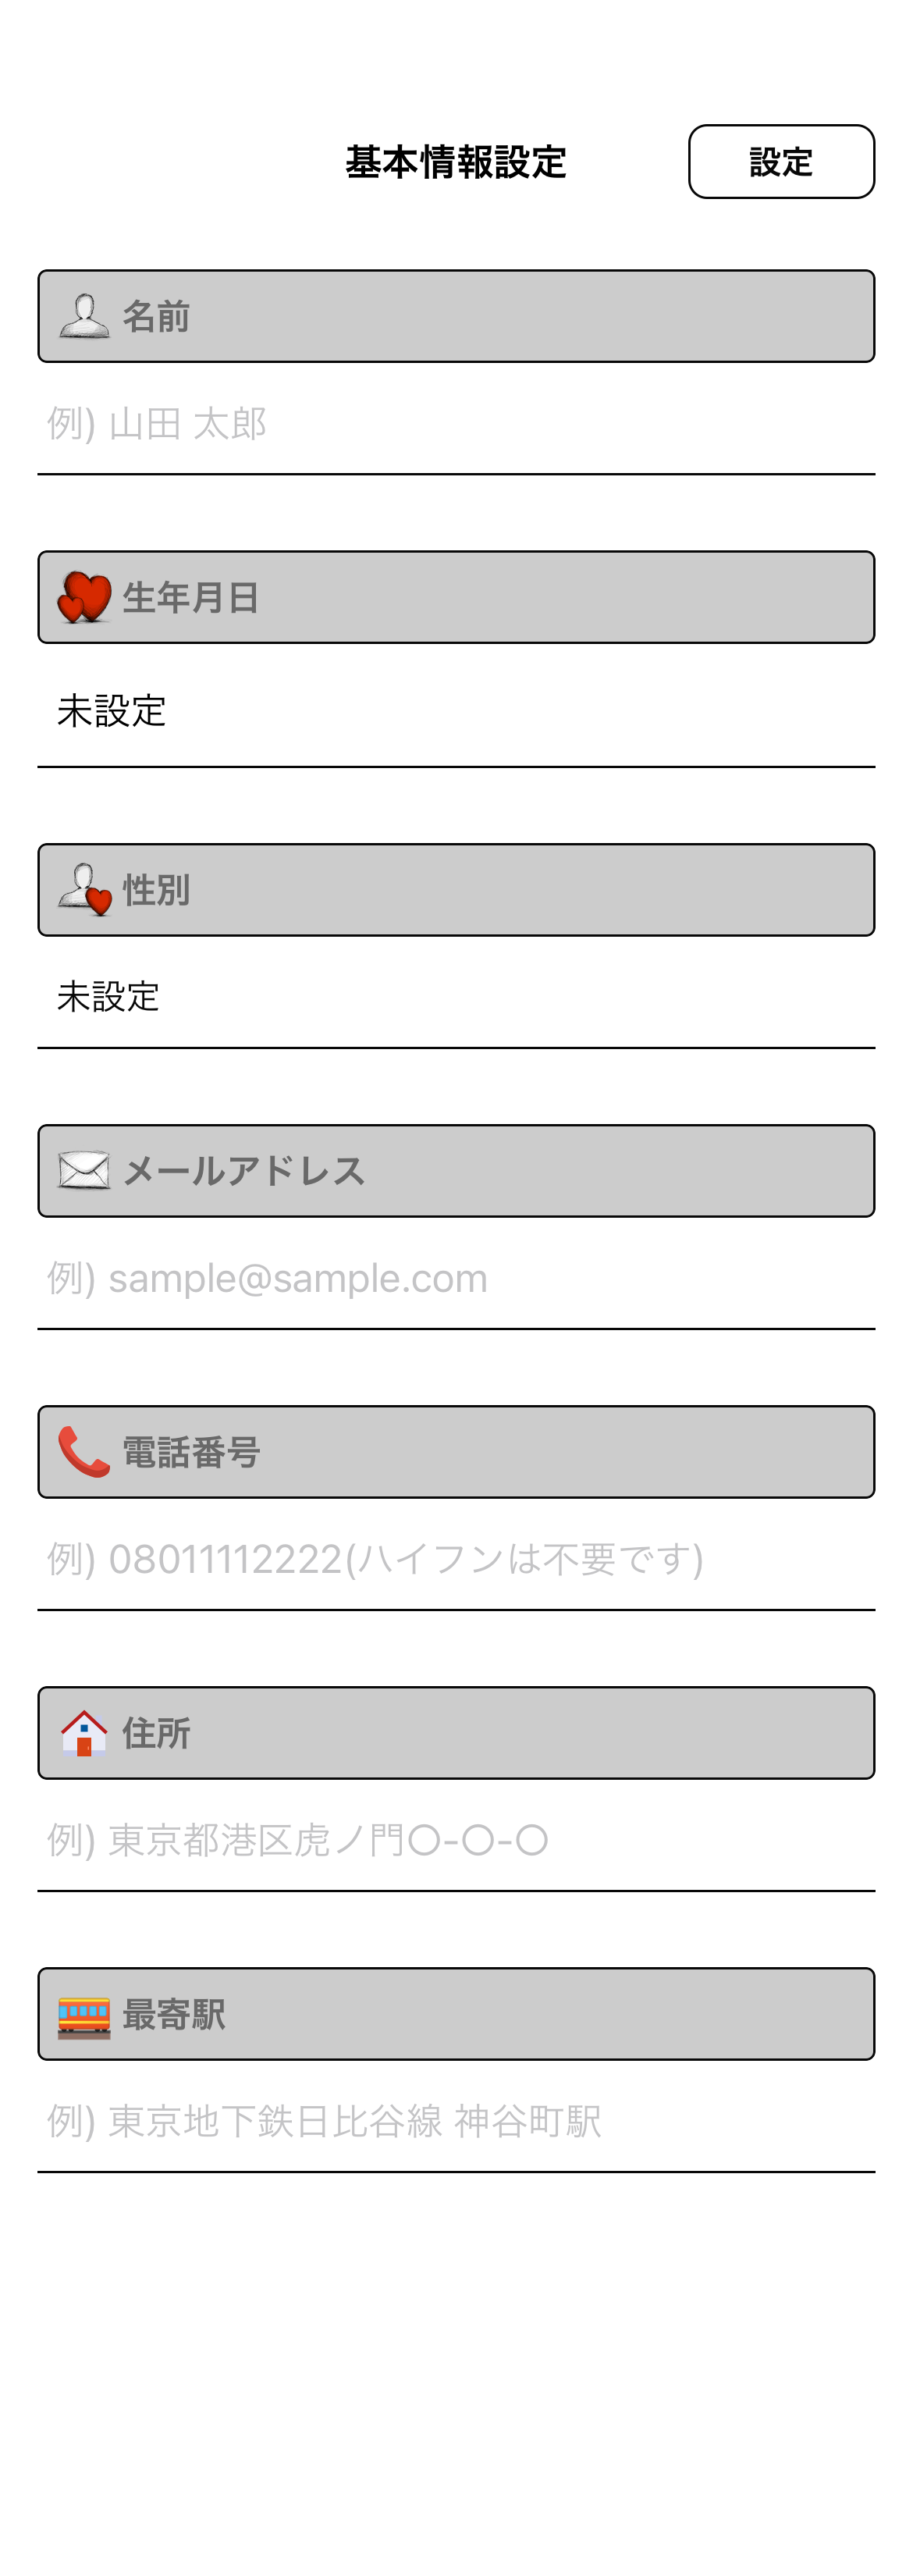 基本情報設定
設定
名前
例) 山田 太郎
生年月日
未設定
性別
未設定
メールアドレス
例) sample@sample.com
電話番号
例) 08011112222(ハイフンは不要です)
住所
例) 東京都港区虎ノ門〇-〇-〇
最寄駅
例) 東京地下鉄日比谷線 神谷町駅